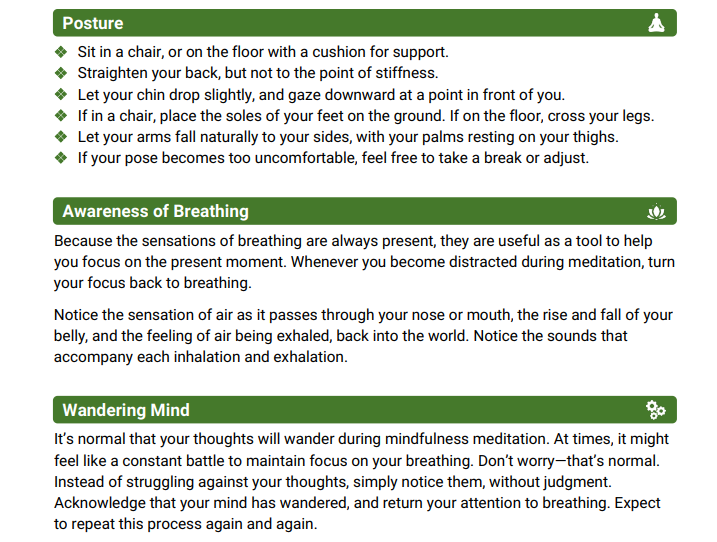 Posture
❖ Sit in a chair, or on the floor with a cushion for support.
❖ Straighten your back, but not to the point of stiffness.
❖ Let your chin drop slightly, and gaze downward at a point in front of you.
❖ If in a chair, place the soles of your feet on the ground. If on the floor, cross your legs.
❖ Let your arms fall naturally to your sides, with your palms resting on your thighs.
❖ If your pose becomes too uncomfortable, feel free to take a break or adjust.
Awareness of Breathing
Because the sensations of breathing are always present, they are useful as a tool to help
you focus on the present moment. Whenever you become distracted during meditation, turn
your focus back to breathing.
Notice the sensation of air as it passes through your nose or mouth, the rise and fall of your
belly, and the feeling of air being exhaled, back into the world. Notice the sounds that
accompany each inhalation and exhalation.
Wandering Mind
It’s normal that your thoughts will wander during mindfulness meditation. At times, it might
feel like a constant battle to maintain focus on your breathing. Don’t worry—that’s normal.
Instead of struggling against your thoughts, simply notice them, without judgment.
Acknowledge that your mind has wandered, and return your attention to breathing. Expect
to repeat this process again and again.